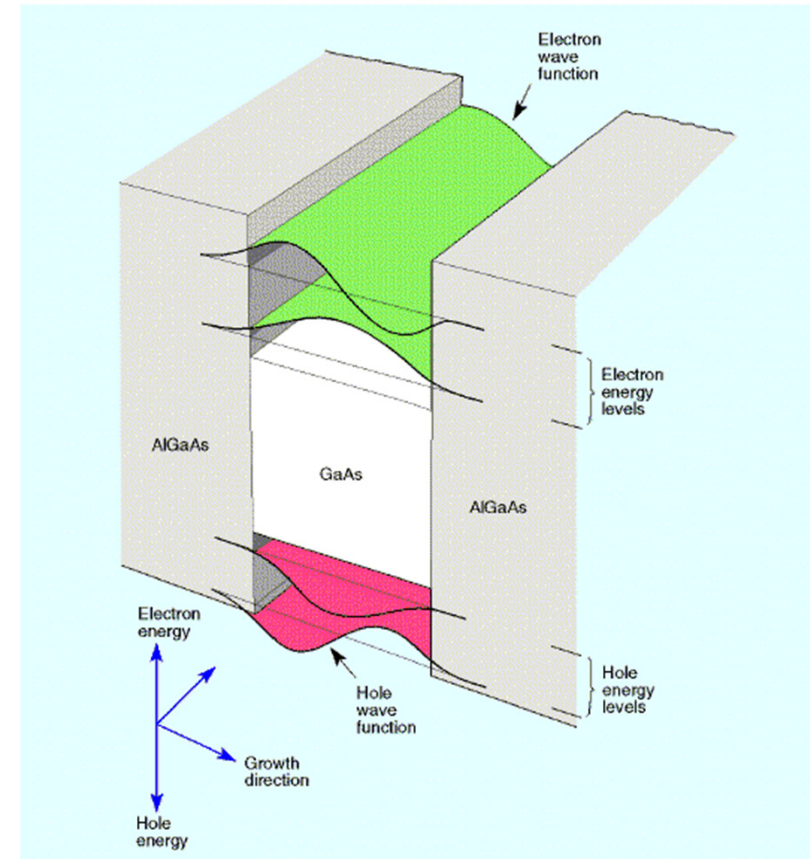 Electron
wave
function
Electron
energy
levels
AlGaAs
GaAs
AlGaAs
Electron
energy
Hole
wave
function
Hole
energy
levels
Growth
direction
Hole
energy